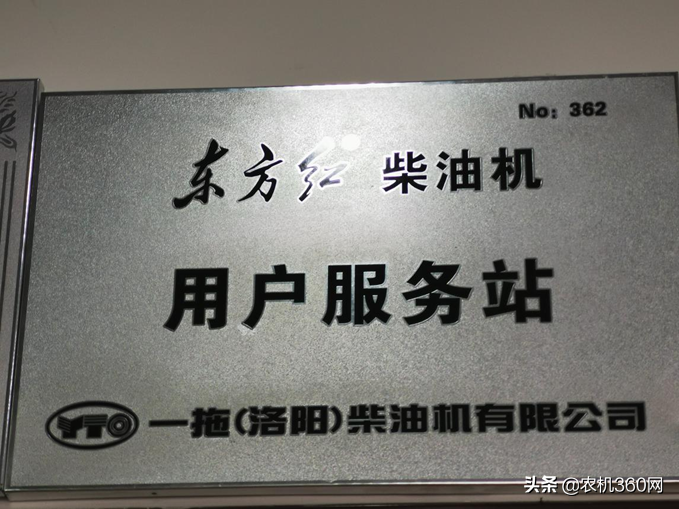 No: 362
东方红 柴油机
用户服务站
YTO 一拖(洛阳)柴油机有限公司
头条 @农机360网